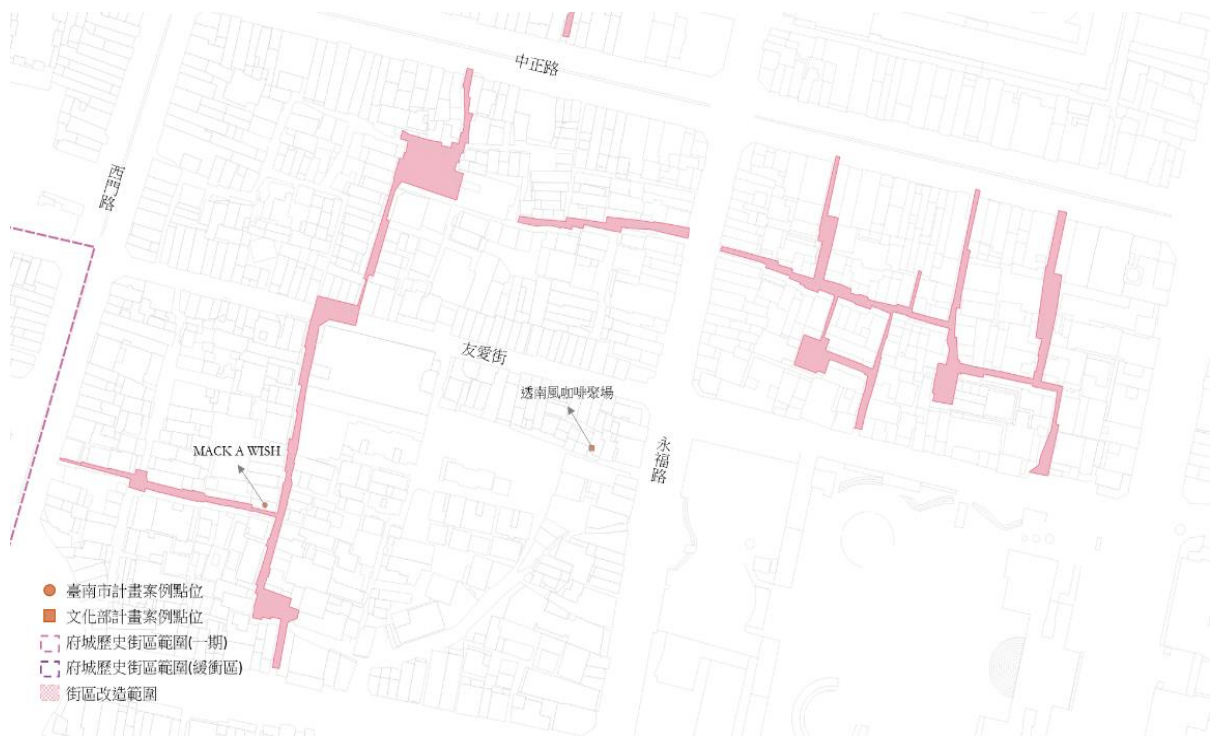 中正路
西門路
友愛街
透南風咖啡聚場
永福路
MACK A WISH
臺南市計畫案例點位
文化部計畫案例點位
府城歷史街區範圍(一期)
府城歷史街區範圍(緩衝區)
街區改造範圍